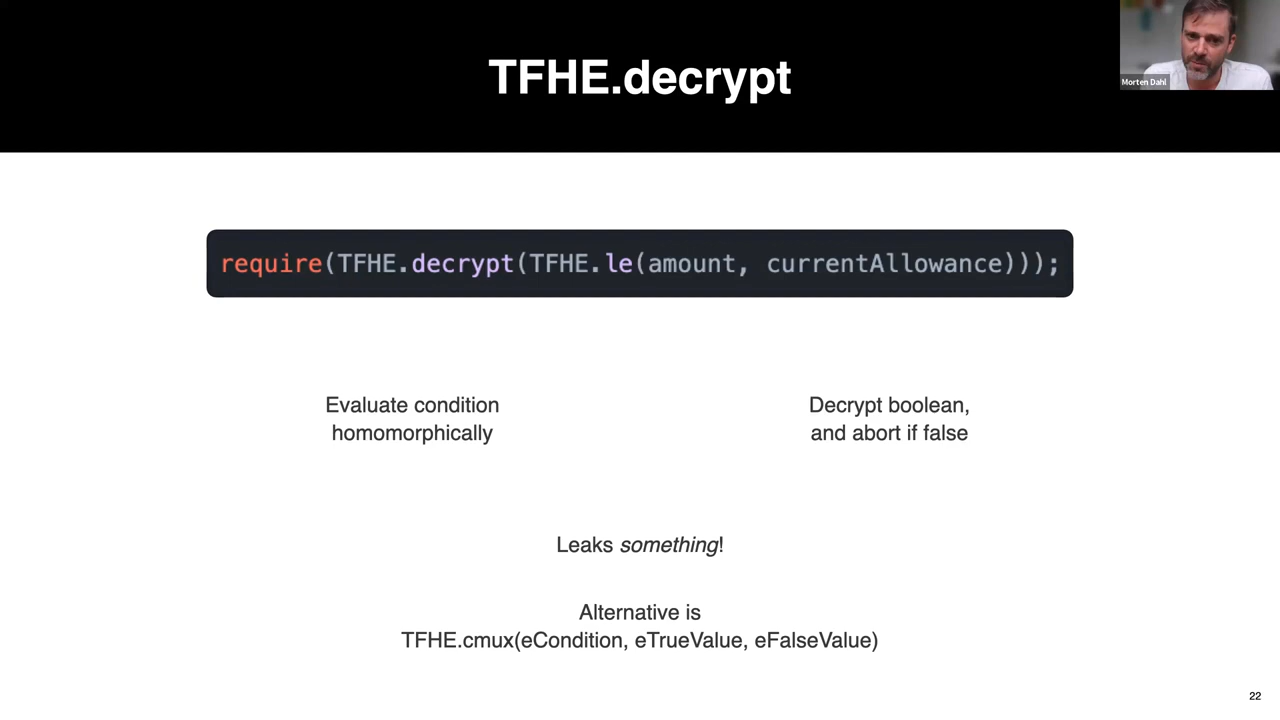 TFHE.decrypt
Morten Dahl
require(TFHE.decrypt(TFHE.le(amount, currentAllowance)));
Evaluate condition
homomorphically
Decrypt boolean,
and abort if false
Leaks something!
Alternative is
TFHE.cmux(eCondition, eTrueValue, eFalseValue)
22